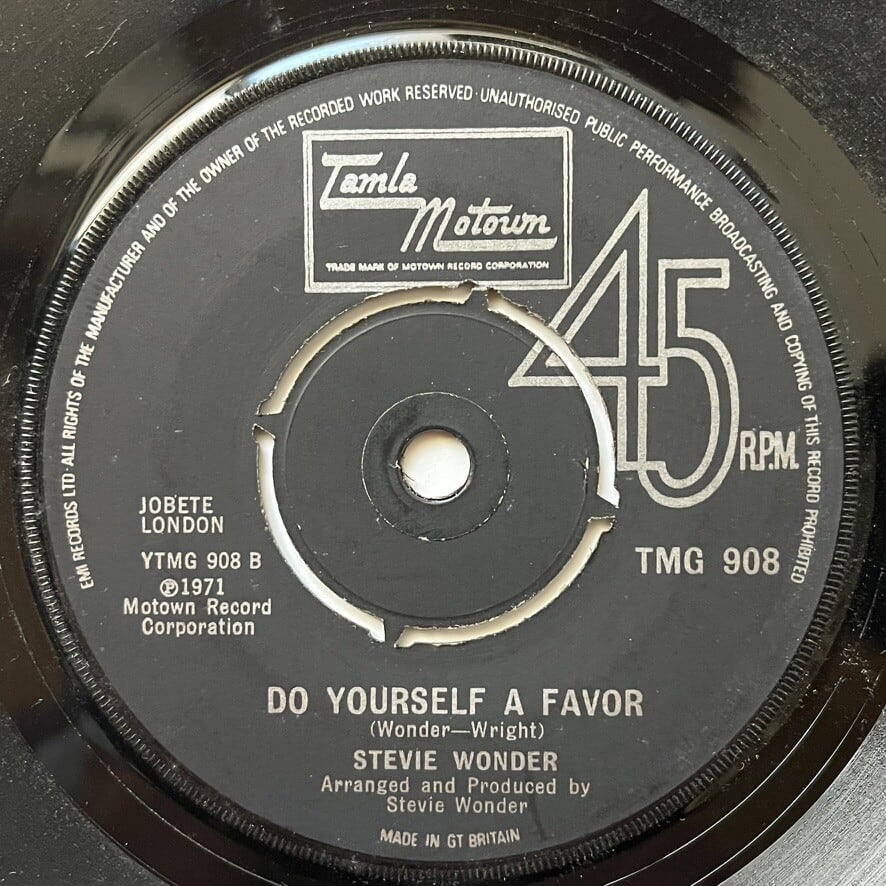 EMI RECORDS LTD · ALL RIGHTS OF THE MANUFACTURER AND OF THE OWNER OF THE RECORDED WORK RESERVED · UNAUTHORISED PUBLIC PERFORMANCE BROADCASTING AND COPYING OF THIS RECORD PROHIBITED
Tamla
Motown
TRADE MARK OF MOTOWN RECORD CORPORATION
45
R.P.M.
JOBETE
LONDON
YTMG 908 B
℗1971
Motown Record
Corporation
TMG 908
DO YOURSELF A FAVOR
(Wonder—Wright)
STEVIE WONDER
Arranged and Produced by
Stevie Wonder
MADE IN GT BRITAIN